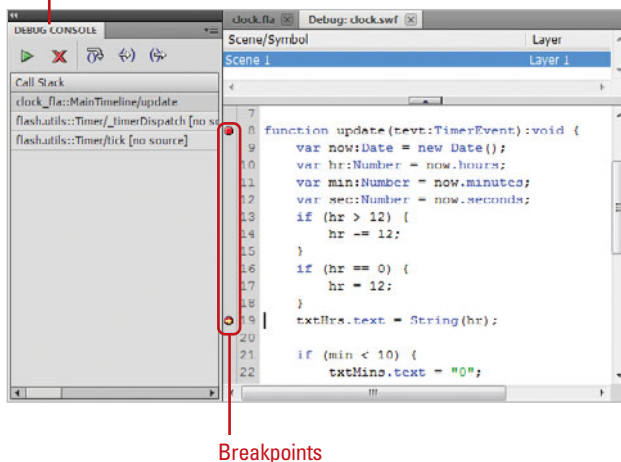 DEBUG CONSOLE
Call Stack
clock_fla::MainTimeline/update
flash.utils::Timer/_timerDispatch [no so
flash.utils::Timer/tick [no source]
clock.fla Debug: clock.swf
Scene/Symbol Layer
Scene 1 Layer 1
7
8 function update(tevt:TimerEvent):void {
9 var now:Date = new Date();
10 var hr:Number = now.hours;
11 var min:Number = now.minutes;
12 var sec:Number = now.seconds;
13 if (hr > 12) {
14 hr -= 12;
15 }
16 if (hr == 0) {
17 hr = 12;
18 }
19 txtHrs.text = String(hr);
20
21 if (min < 10) {
22 txtMins.text = "0";
Breakpoints